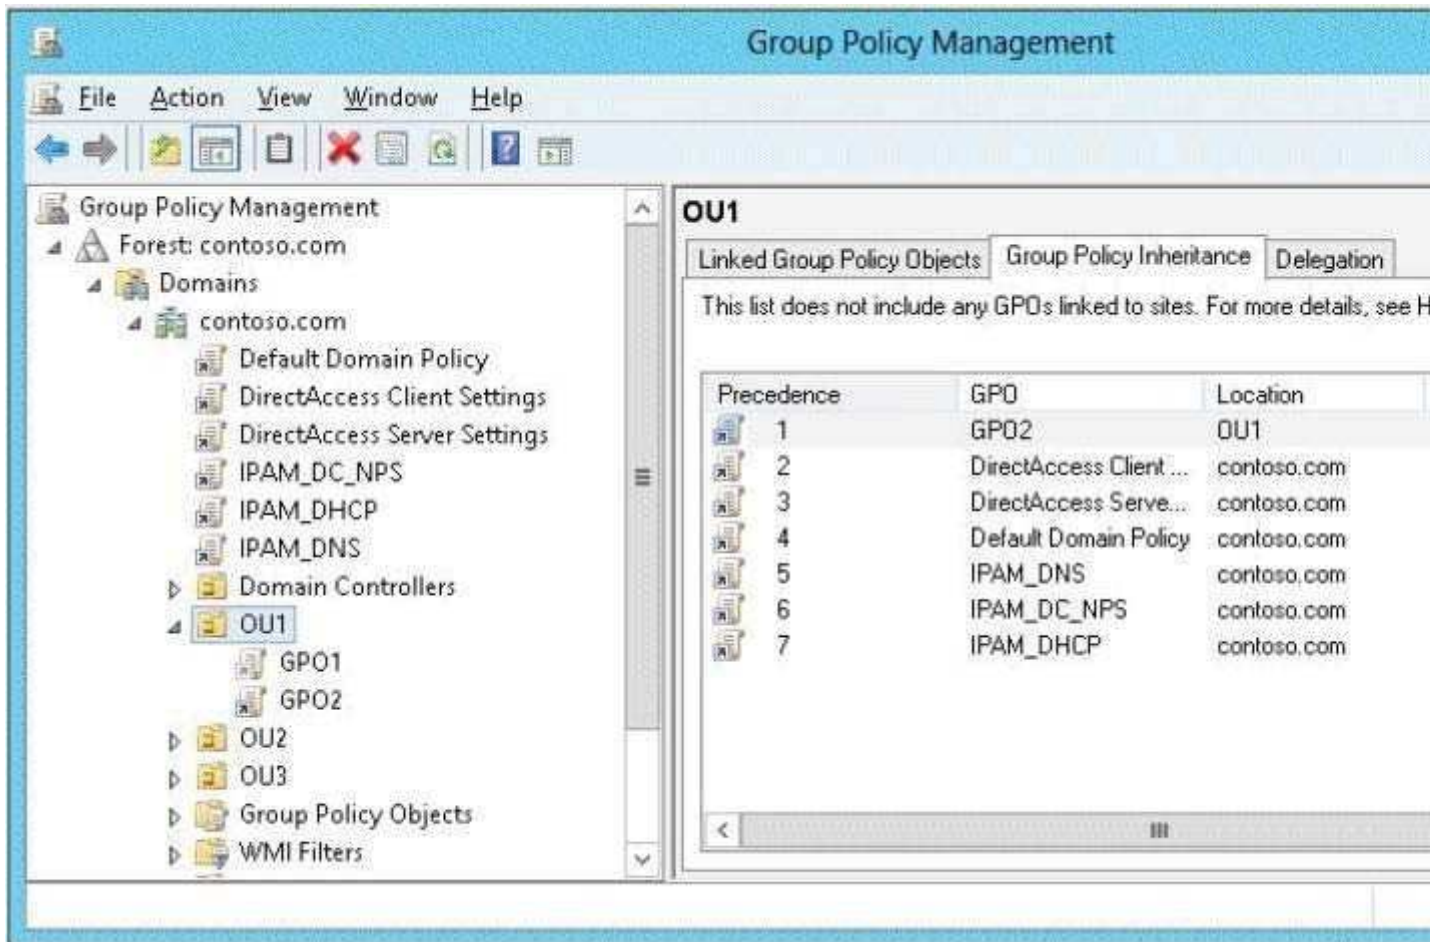 Group Policy Management
File Action View Window Help
Group Policy Management
Forest: contoso.com
Domains
contoso.com
Default Domain Policy
DirectAccess Client Settings
DirectAccess Server Settings
IPAM_DC_NPS
IPAM_DHCP
IPAM_DNS
Domain Controllers
OU1
GPO1
GPO2
OU2
OU3
Group Policy Objects
WMI Filters
OU1
Linked Group Policy Objects Group Policy Inheritance Delegation
This list does not include any GPOs linked to sites. For more details, see H
Precedence GPO Location
1 GPO2 OU1
2 DirectAccess Client ... contoso.com
3 DirectAccess Serve... contoso.com
4 Default Domain Policy contoso.com
5 IPAM_DNS contoso.com
6 IPAM_DC_NPS contoso.com
7 IPAM_DHCP contoso.com